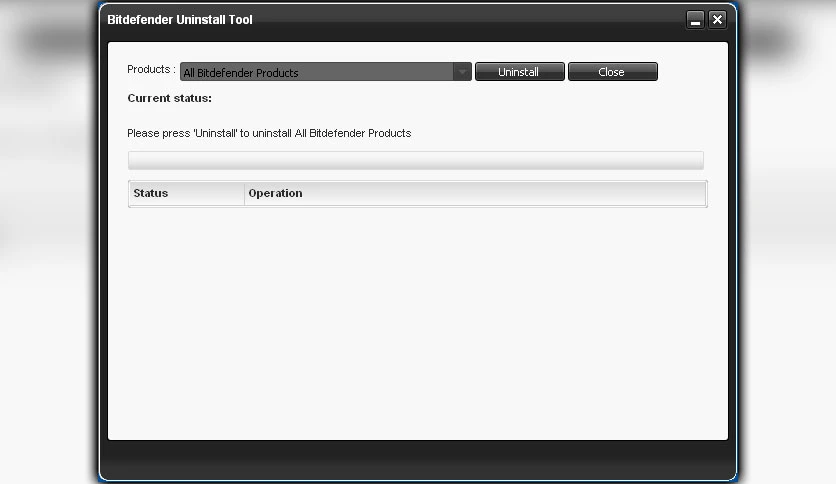 Bitdefender Uninstall Tool
Products : All Bitdefender Products Uninstall Close
Current status:
Please press 'Uninstall' to uninstall All Bitdefender Products
Status Operation